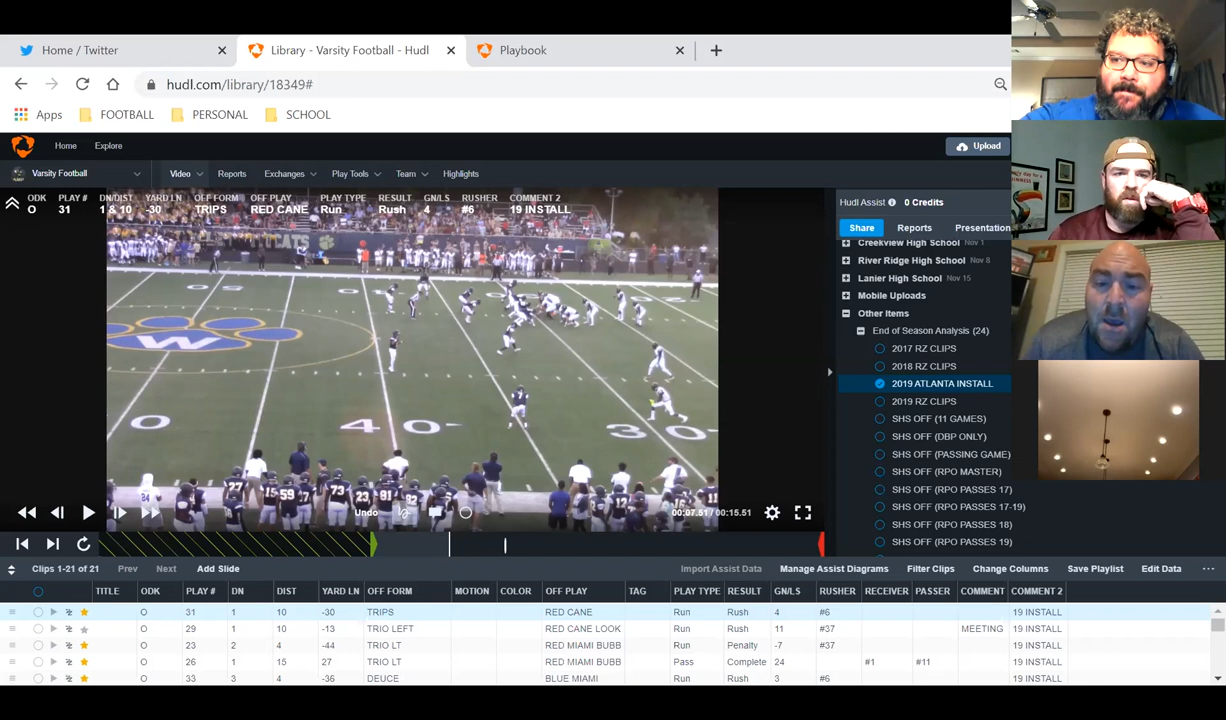 Home / Twitter
Library - Varsity Football - Hudl
Playbook
hudl.com/library/18349#
Apps
FOOTBALL
PERSONAL
SCHOOL
Home
Explore
Upload
Varsity Football
Video
Reports
Exchanges
Play Tools
Team
Highlights
ODK PLAY # DN/DIST YARD LN OFF FORM OFF PLAY PLAY TYPE RESULT GN/LS RUSHER COMMENT 2
O 31 1 & 10 -30 TRIPS RED CANE Run Rush 4 #6 19 INSTALL
Hudl Assist 0 Credits
Share Reports Presentation
Creekview High School Nov 1
River Ridge High School Nov 8
Lanier High School Nov 15
Mobile Uploads
Other Items
End of Season Analysis (24)
2017 RZ CLIPS
2018 RZ CLIPS
2019 ATLANTA INSTALL
2019 RZ CLIPS
SHS OFF (11 GAMES)
SHS OFF (DBP ONLY)
SHS OFF (PASSING GAME)
SHS OFF (RPO MASTER)
SHS OFF (RPO PASSES 17)
SHS OFF (RPO PASSES 17-19)
SHS OFF (RPO PASSES 18)
SHS OFF (RPO PASSES 19)
W
0
40
30
27
15
59
73
81
Undo
00:07.51 / 00:15.51
Clips 1-21 of 21 Prev Next Add Slide Import Assist Data Manage Assist Diagrams Filter Clips Change Columns Save Playlist Edit Data
TITLE ODK PLAY # DN DIST YARD LN OFF FORM MOTION COLOR OFF PLAY TAG PLAY TYPE RESULT GN/LS RUSHER RECEIVER PASSER COMMENT COMMENT 2
O 31 1 10 -30 TRIPS RED CANE Run Rush 4 #6 19 INSTALL
O 29 1 10 -13 TRIO LEFT RED CANE LOOK Run Rush 11 #37 MEETING 19 INSTALL
O 23 2 4 -44 TRIO LT RED MIAMI BUBB Run Penalty -7 #37 19 INSTALL
O 26 1 15 27 TRIO LT RED MIAMI BUBB Pass Complete 24 #1 #11 19 INSTALL
O 33 3 4 -36 DEUCE BLUE MIAMI Run Rush 3 #6 19 INSTALL